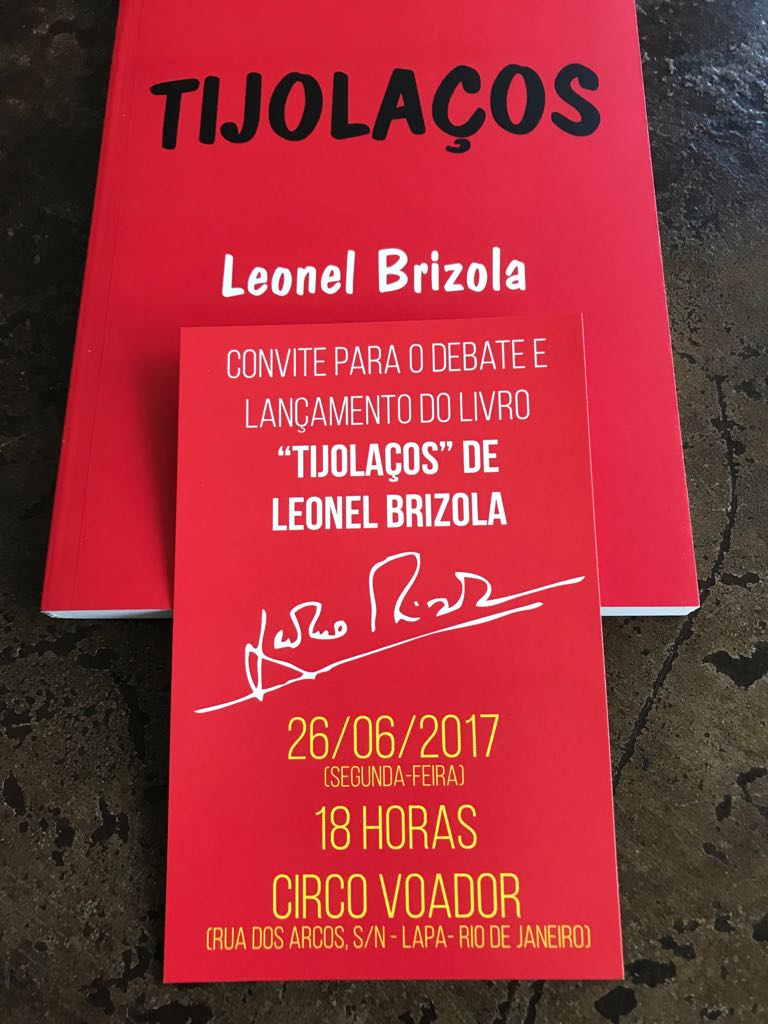 TIJOLAÇOS
Leonel Brizola
CONVITE PARA O DEBATE E
LANÇAMENTO DO LIVRO
“TIJOLAÇOS” DE
LEONEL BRIZOLA
26/06/2017
(SEGUNDA-FEIRA)
18 HORAS
CIRCO VOADOR
(RUA DOS ARCOS, S/N - LAPA- RIO DE JANEIRO)